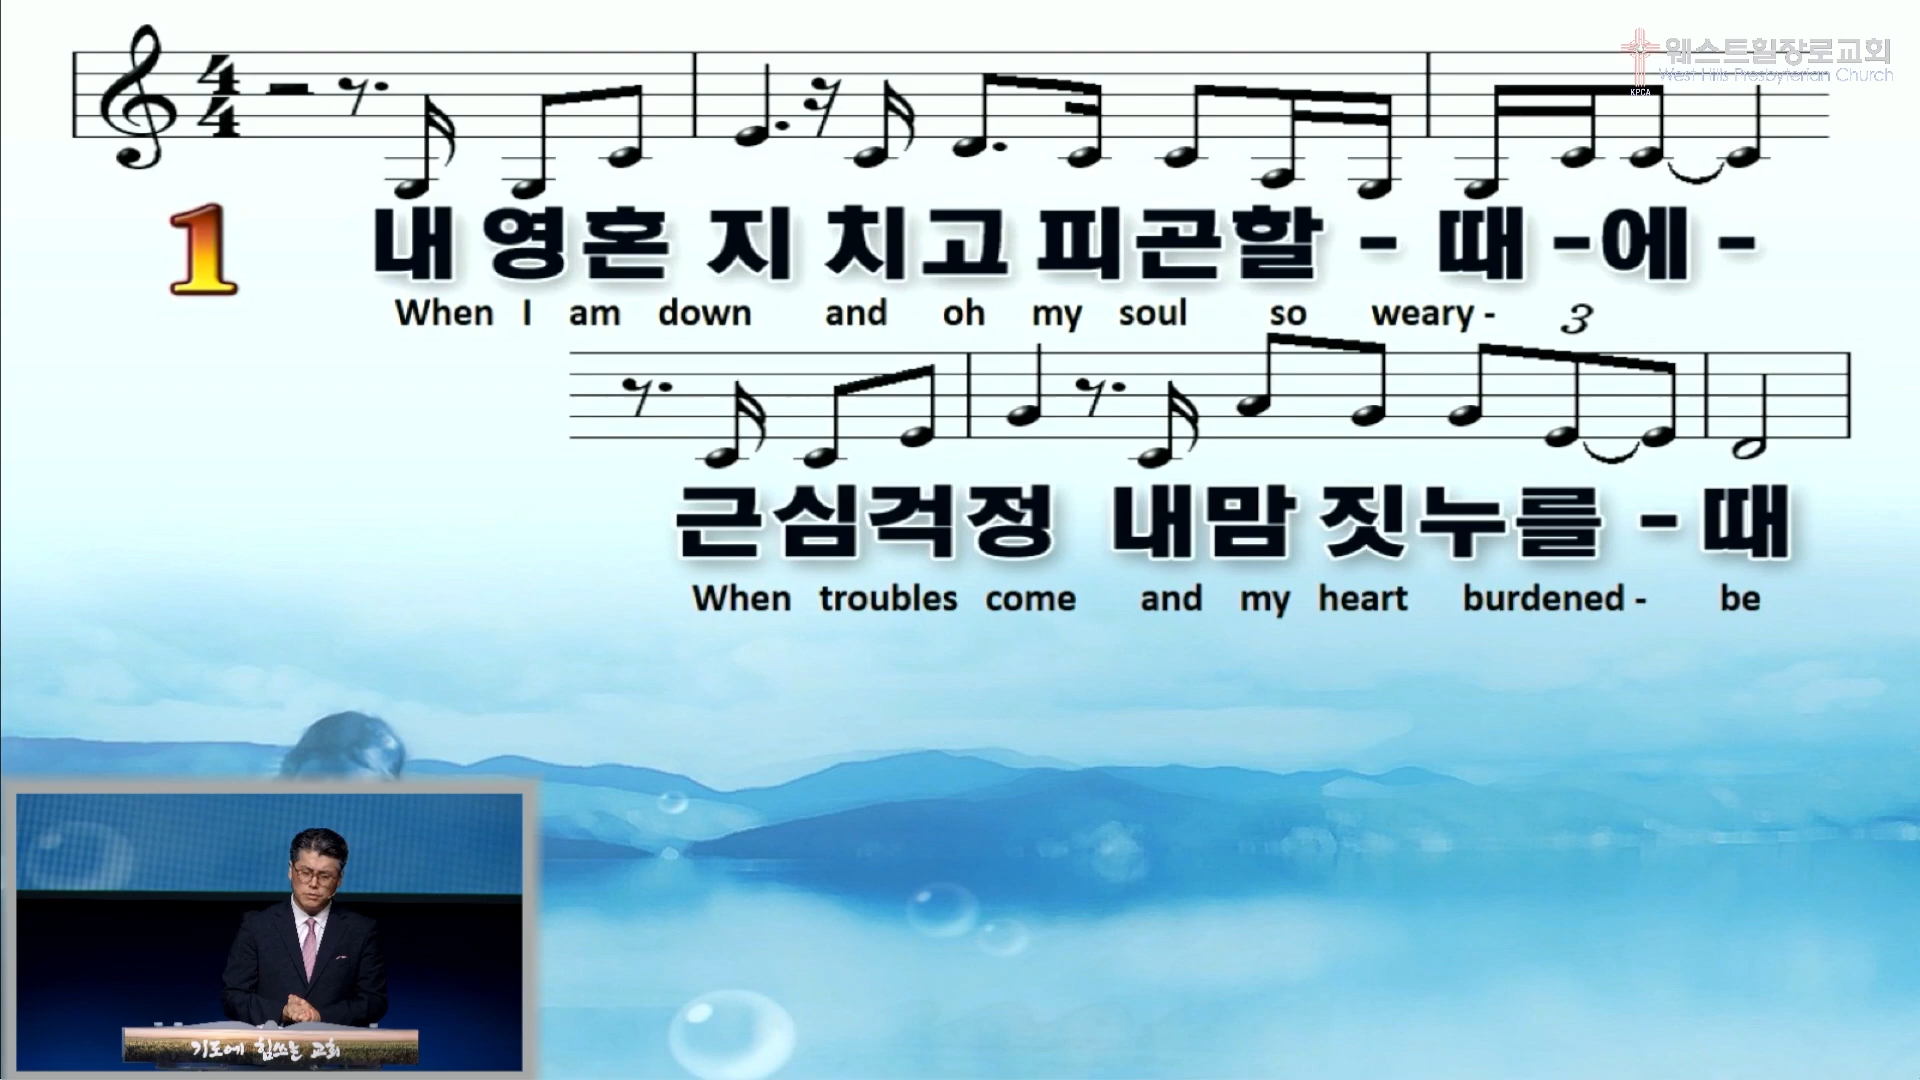 웨스트힐장로교회
West Hills Presbyterian Church
KPCA
4
4
1
내 영혼 지 치고 피곤할 - 때 -에 -
When I am down and oh my soul so weary -
3
근심걱정 내맘 짓누를 - 때
When troubles come and my heart burdened - be
기도에 힘쓰는 교회